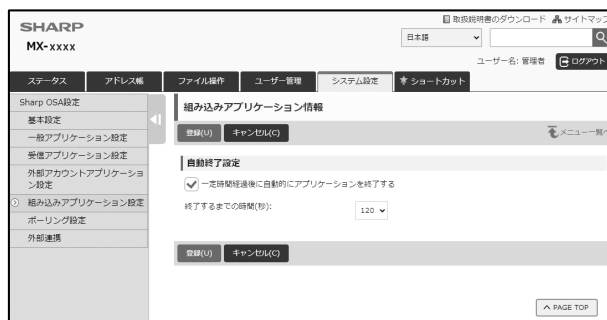 SHARP
MX-xxxx
取扱説明書のダウンロード サイトマップ
日本語
ユーザー名: 管理者 ログアウト
ステータス アドレス帳 ファイル操作 ユーザー管理 システム設定 ショートカット
Sharp OSA設定
基本設定
一般アプリケーション設定
受信アプリケーション設定
外部アカウントアプリケーショ
ン設定
組み込みアプリケーション設定
ポーリング設定
外部連携
組み込みアプリケーション情報
登録(U) キャンセル(C)
メニュー一覧へ
自動終了設定
一定時間経過後に自動的にアプリケーションを終了する
終了するまでの時間(秒): 120
登録(U) キャンセル(C)
PAGE TOP